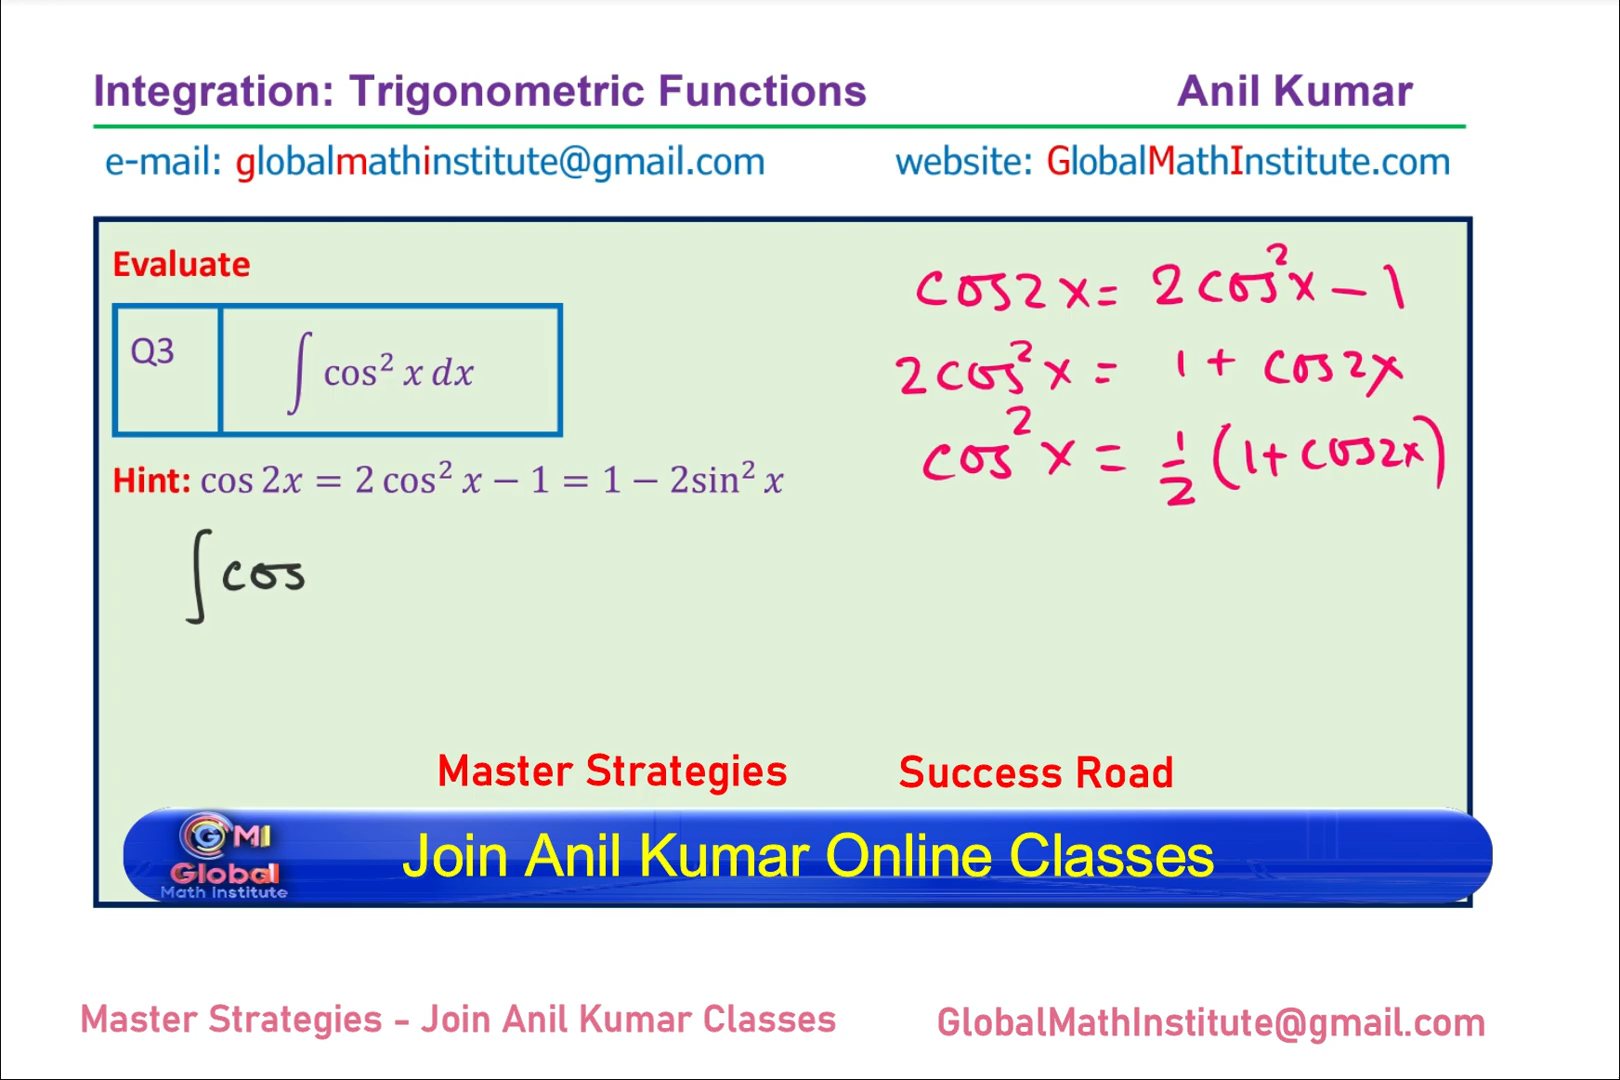 Integration: Trigonometric Functions Anil Kumar
e-mail: globalmathinstitute@gmail.com website: GlobalMathInstitute.com
Evaluate
Q3 ∫ cos² x dx
Hint: cos 2x = 2 cos² x − 1 = 1 − 2sin² x
cos2x = 2cos²x − 1
2cos²x = 1 + cos2x
cos²x = ½ (1+cos2x)
∫cos
Master Strategies Success Road
GMI
Global
Math Institute
Join Anil Kumar Online Classes
Master Strategies - Join Anil Kumar Classes GlobalMathInstitute@gmail.com